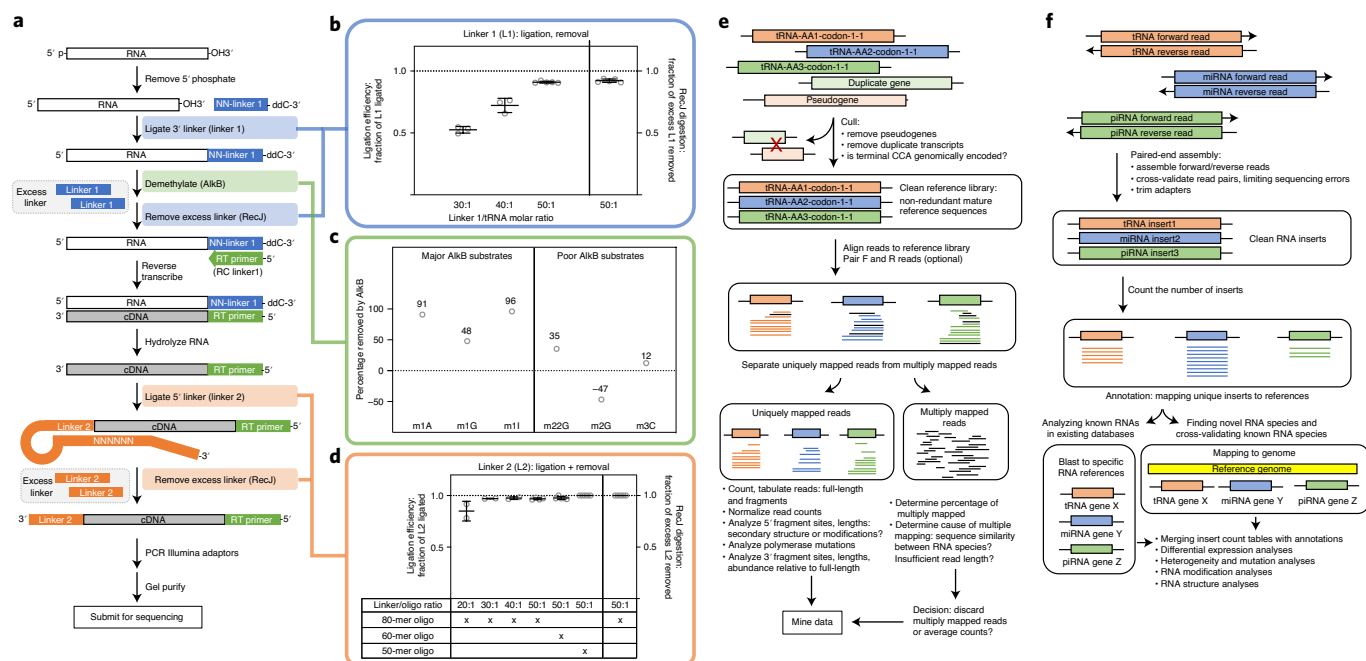 a
5′ p-
RNA
-OH3′
Remove 5′ phosphate
5′
RNA
OH3′
NN-linker 1
ddC-3′
Ligate 3′ linker (linker 1)
5′
RNA
NN-linker 1
-ddC-3′
Demethylate (AlkB)
Excess
linker
Linker 1
Linker 1
Remove excess linker (RecJ)
5′
RNA
NN-linker 1
-ddC-3′
RT primer
5′
(RC linker1)
Reverse
transcribe
5′
RNA
NN-linker 1
-ddC-3′
3′
cDNA
RT primer
5′
Hydrolyze RNA
3′
cDNA
RT primer
-5′
Ligate 5′ linker (linker 2)
Linker 2
cDNA
RT primer
-5′
NNNNNN
-3′
Excess
linker
Linker 2
Linker 2
Remove excess linker (RecJ)
3′
Linker 2
cDNA
RT primer
-5′
PCR Illumina adaptors
Gel purify
Submit for sequencing
b
Linker 1 (L1): ligation, removal
Ligation efficiency:
fraction of L1 ligated
RecJ digestion:
fraction of excess L1 removed
1.0
0.5
1.0
0.5
30:1
40:1
50:1
50:1
Linker 1/tRNA molar ratio
c
Major AlkB substrates
Poor AlkB substrates
Percentage removed by AlkB
100
50
0
−50
91
48
96
35
−47
12
m1A
m1G
m1I
m22G
m2G
m3C
d
Linker 2 (L2): ligation + removal
Ligation efficiency:
fraction of L2 ligated
RecJ digestion:
fraction of excess L2 removed
1.0
0.5
1.0
0.5
Linker/oligo ratio 20:1 30:1 40:1 50:1 50:1 50:1 50:1
80-mer oligo x x x x x
60-mer oligo x
50-mer oligo x
e
tRNA-AA1-codon-1-1
tRNA-AA2-codon-1-1
tRNA-AA3-codon-1-1
Duplicate gene
Pseudogene
X
Cull:
• remove pseudogenes
• remove duplicate transcripts
• is terminal CCA genomically encoded?
tRNA-AA1-codon-1-1
tRNA-AA2-codon-1-1
tRNA-AA3-codon-1-1
Clean reference library:
non-redundant mature
reference sequences
Align reads to reference library
Pair F and R reads (optional)
Separate uniquely mapped reads from multiply mapped reads
Uniquely mapped reads
Multiply mapped
reads
• Count, tabulate reads: full-length
and fragments
• Normalize read counts
• Analyze 5′ fragment sites, lengths:
secondary structure or modifications?
• Analyze polymerase mutations
• Analyze 3′ fragment sites, lengths,
abundance relative to full-length
• Determine percentage of
multiply mapped
• Determine cause of multiple
mapping: sequence similarity
between RNA species?
Insufficient read length?
Mine data
Decision: discard
multiply mapped reads
or average counts?
f
tRNA forward read
tRNA reverse read
miRNA forward read
miRNA reverse read
piRNA forward read
piRNA reverse read
Paired-end assembly:
• assemble forward/reverse reads
• cross-validate read pairs, limiting sequencing errors
• trim adapters
tRNA insert1
miRNA insert2
piRNA insert3
Clean RNA inserts
Count the number of inserts
Annotation: mapping unique inserts to references
Analyzing known RNAs
in existing databases
Finding novel RNA species and
cross-validating known RNA species
Blast to specific
RNA references
tRNA gene X
miRNA gene Y
piRNA gene Z
Mapping to genome
Reference genome
tRNA gene X
miRNA gene Y
piRNA gene Z
• Merging insert count tables with annotations
• Differential expression analyses
• Heterogeneity and mutation analyses
• RNA modification analyses
• RNA structure analyses